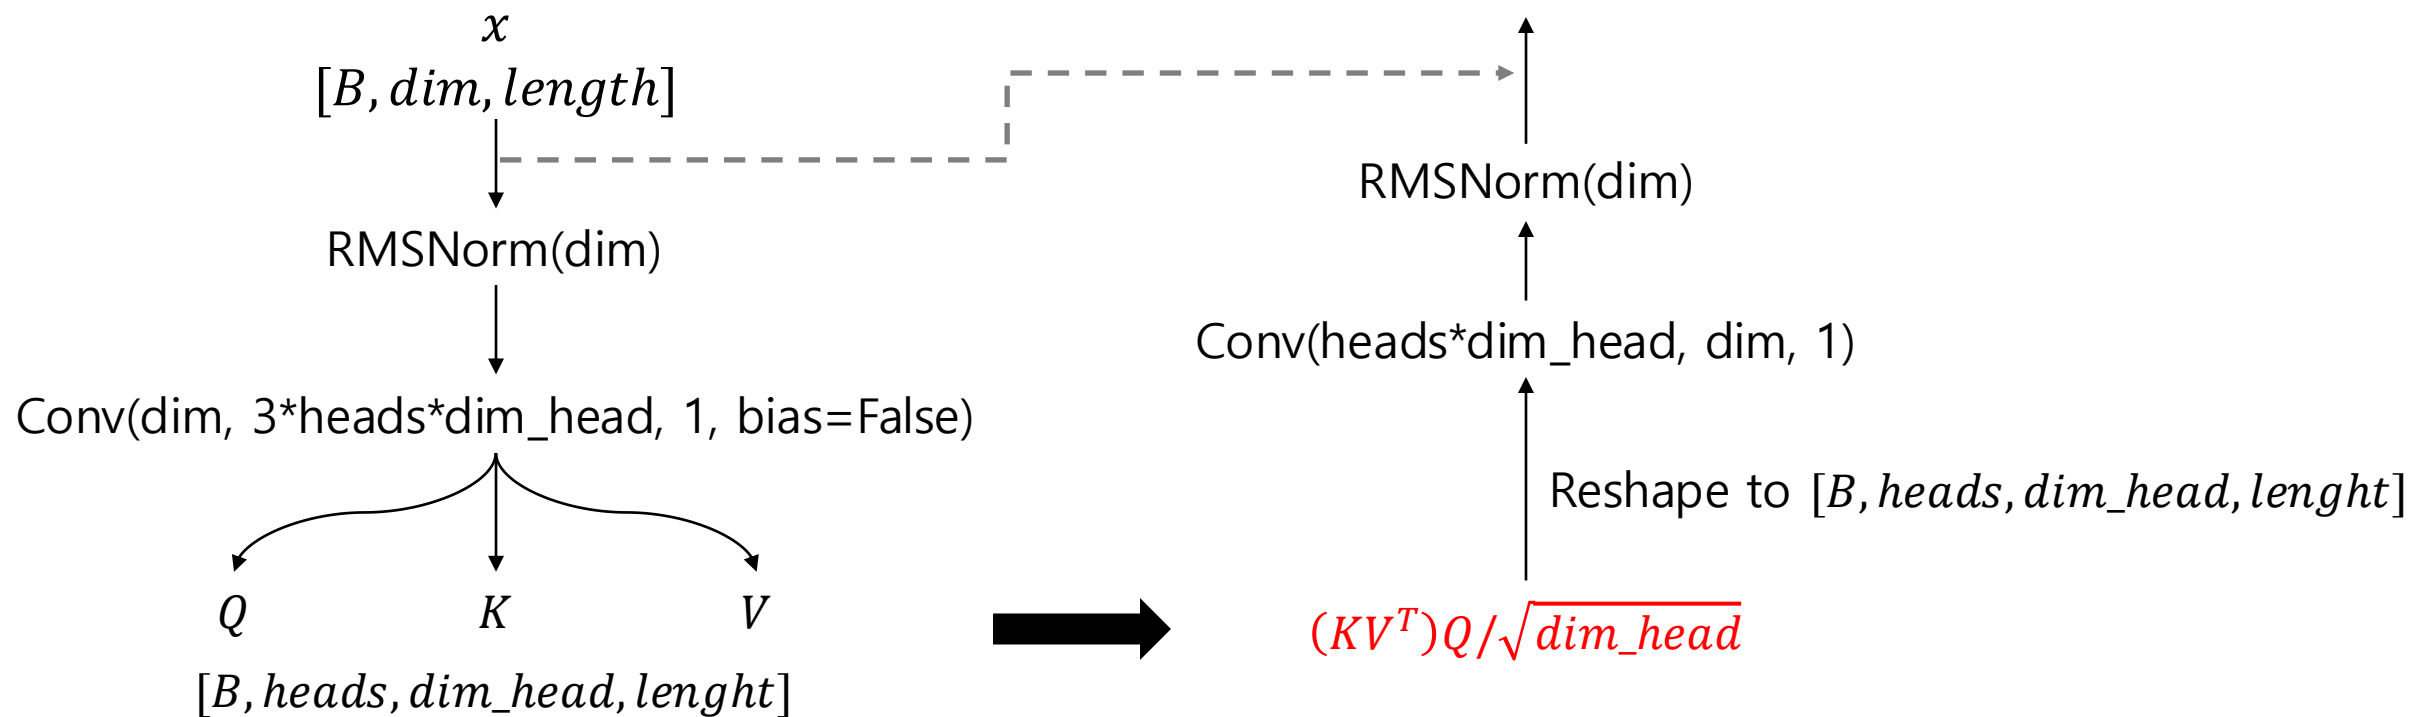 x
[B, dim, length]
RMSNorm(dim)
Conv(dim, 3*heads*dim_head, 1, bias=False)
Q K V
[B, heads, dim_head, lenght]
RMSNorm(dim)
Conv(heads*dim_head, dim, 1)
Reshape to [B, heads, dim_head, lenght]
(KV^T)Q/√dim_head